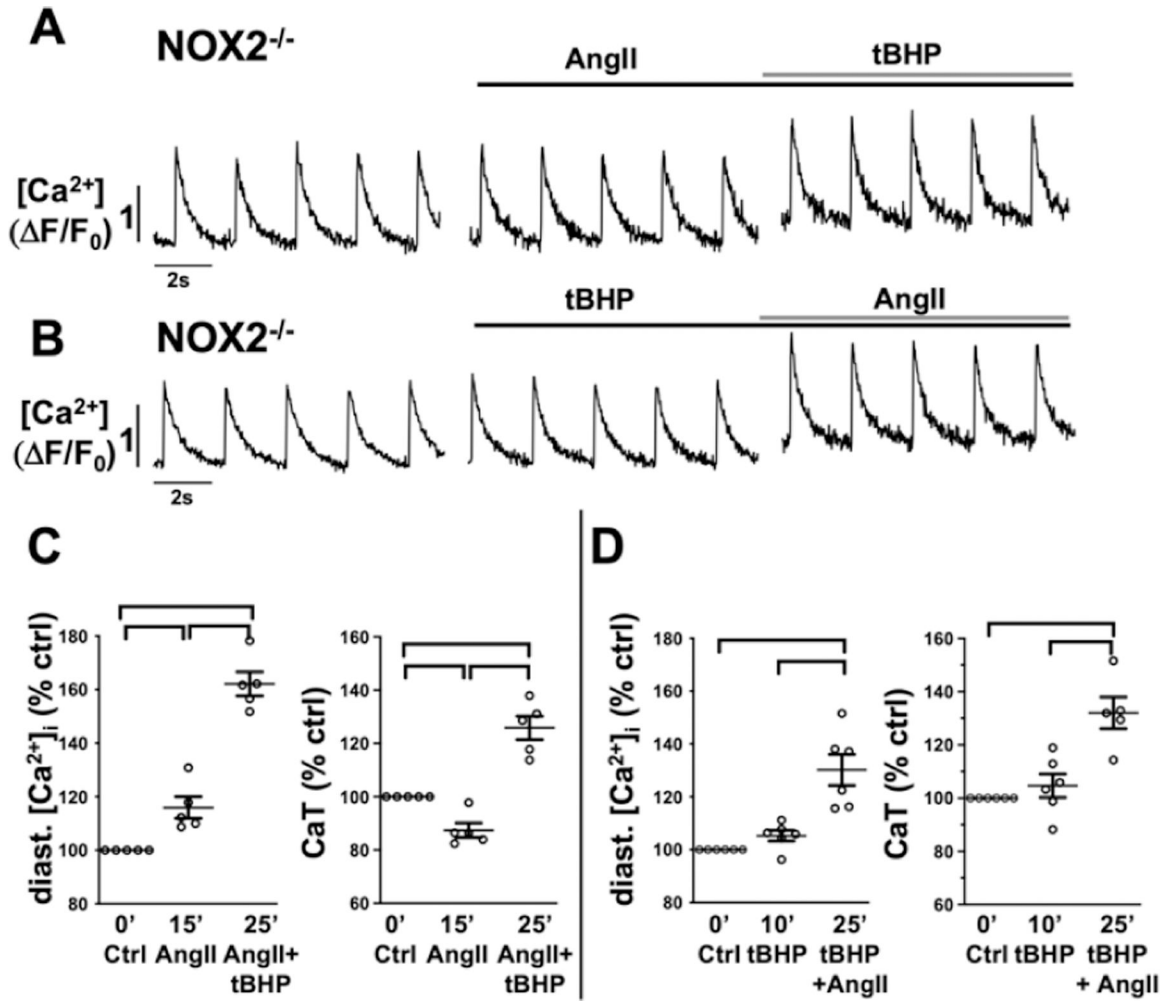 A
NOX2-/-
AngII
tBHP
[Ca2+]
(ΔF/F0)
1
2s
B
NOX2-/-
tBHP
AngII
[Ca2+]
(ΔF/F0)
1
2s
C
diast. [Ca2+]i (% ctrl)
180
160
140
120
100
80
0’ 15’ 25’
Ctrl AngII AngII+
tBHP
CaT (% ctrl)
160
140
120
100
80
60
0’ 15’ 25’
Ctrl AngII AngII+
tBHP
D
diast. [Ca2+]i (% ctrl)
180
160
140
120
100
80
0’ 10’ 25’
Ctrl tBHP tBHP
+AngII
CaT (% ctrl)
160
140
120
100
80
60
0’ 10’ 25’
Ctrl tBHP tBHP
+ AngII